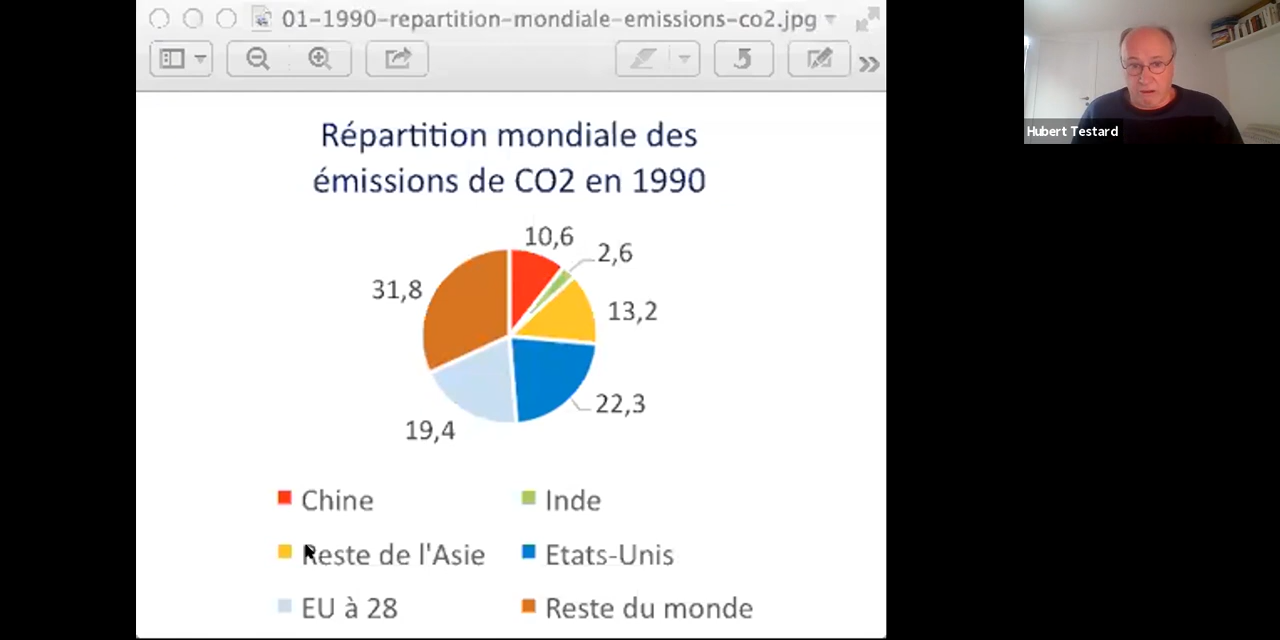 01-1990-repartition-mondiale-emissions-co2.jpg
Répartition mondiale des
émissions de CO2 en 1990
10,6
2,6
31,8
13,2
22,3
19,4
Chine
Inde
Reste de l'Asie
Etats-Unis
EU à 28
Reste du monde
Hubert Testard